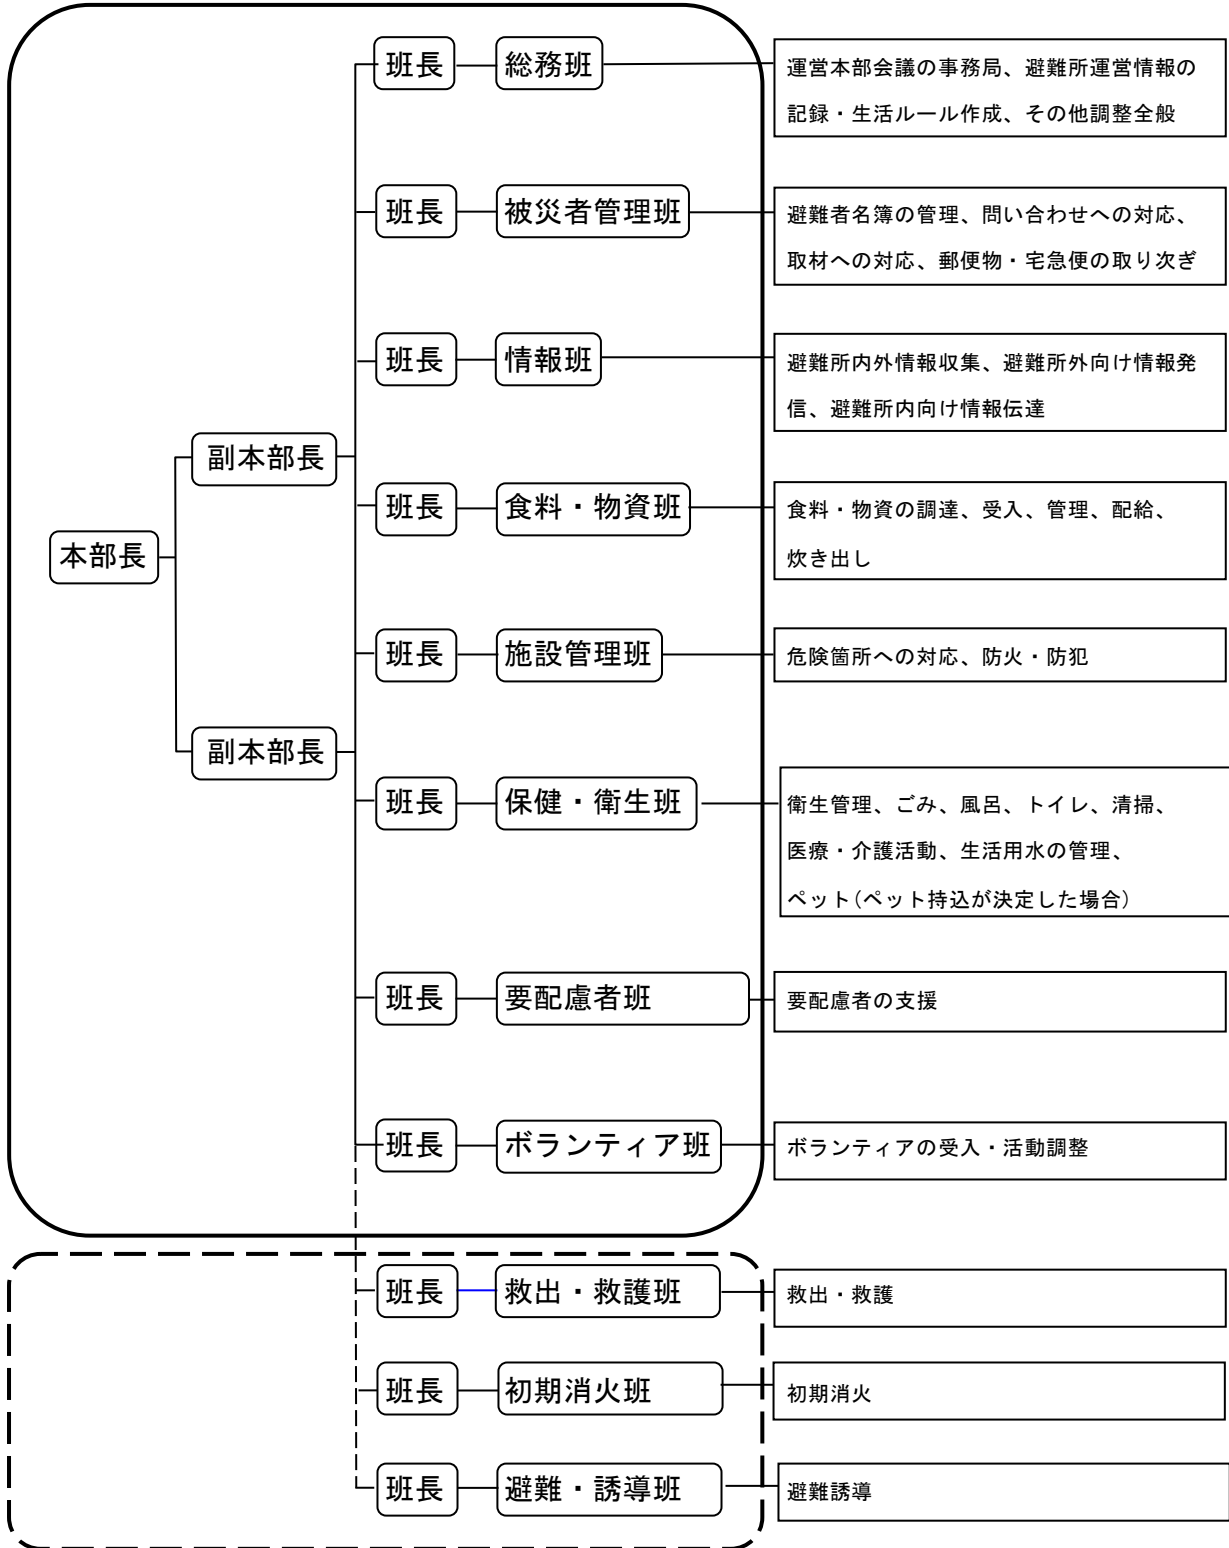 班長 総務班 運営本部会議の事務局、避難所運営情報の
記録・生活ルール作成、その他調整全般
班長 被災者管理班 避難者名簿の管理、問い合わせへの対応、
取材への対応、郵便物・宅急便の取り次ぎ
班長 情報班 避難所内外情報収集、避難所外向け情報発
信、避難所内向け情報伝達
副本部長
班長 食料・物資班 食料・物資の調達、受入、管理、配給、
炊き出し
本部長
班長 施設管理班 危険箇所への対応、防火・防犯
副本部長
班長 保健・衛生班 衛生管理、ごみ、風呂、トイレ、清掃、
医療・介護活動、生活用水の管理、
ペット(ペット持込が決定した場合)
班長 要配慮者班 要配慮者の支援
班長 ボランティア班 ボランティアの受入・活動調整
班長 救出・救護班 救出・救護
班長 初期消火班 初期消火
班長 避難・誘導班 避難誘導